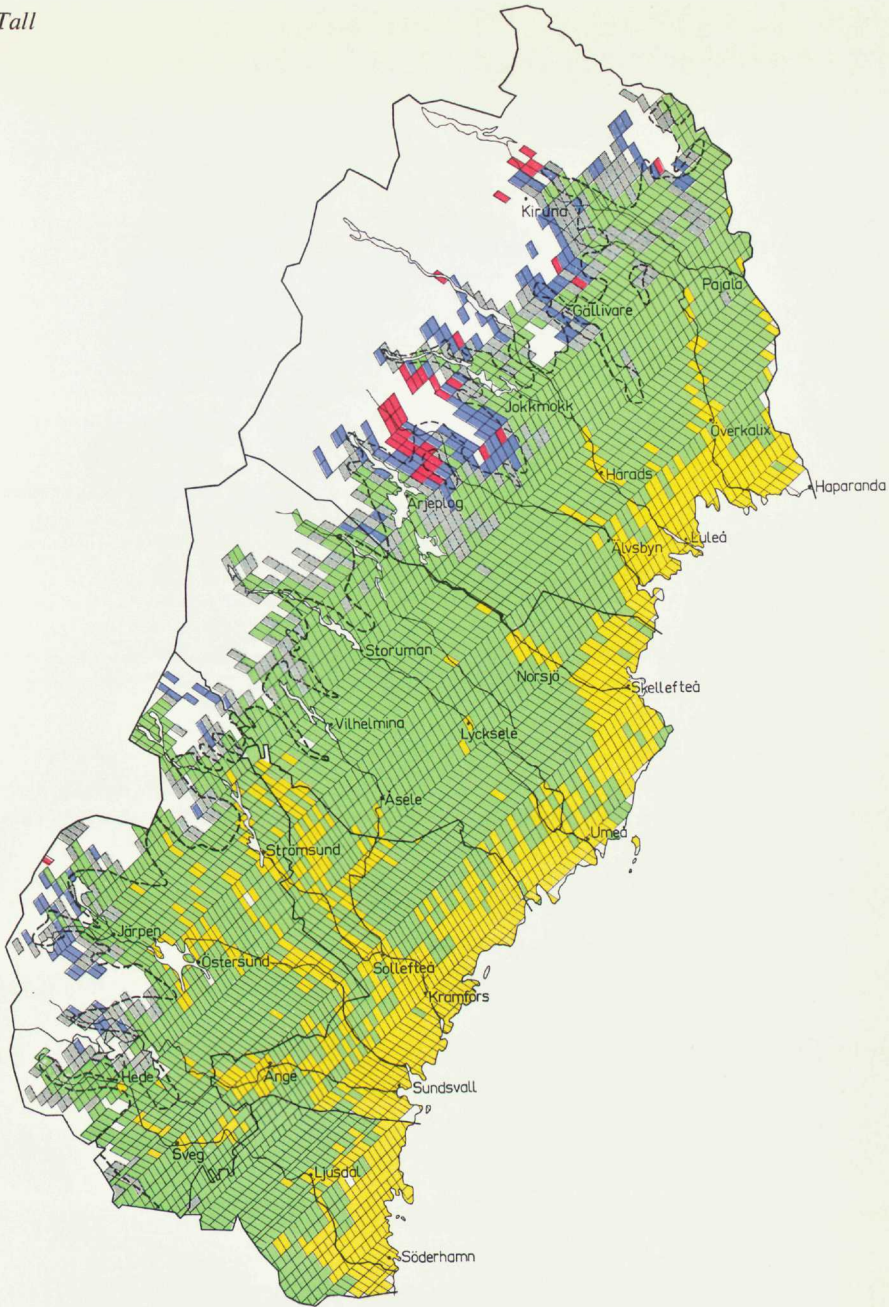 Tall
Kiruna
Pajala
Gällivare
Jokkmokk
Överkalix
Harads
Haparanda
Arjeplog
Älvsbyn
Luleå
Storuman
Norsjö
Skellefteå
Vilhelmina
Lycksele
Åsele
Umeå
Strömsund
Järpen
Östersund
Sollefteå
Kramfors
Hede
Ånge
Sundsvall
Sveg
Ljusdal
Söderhamn